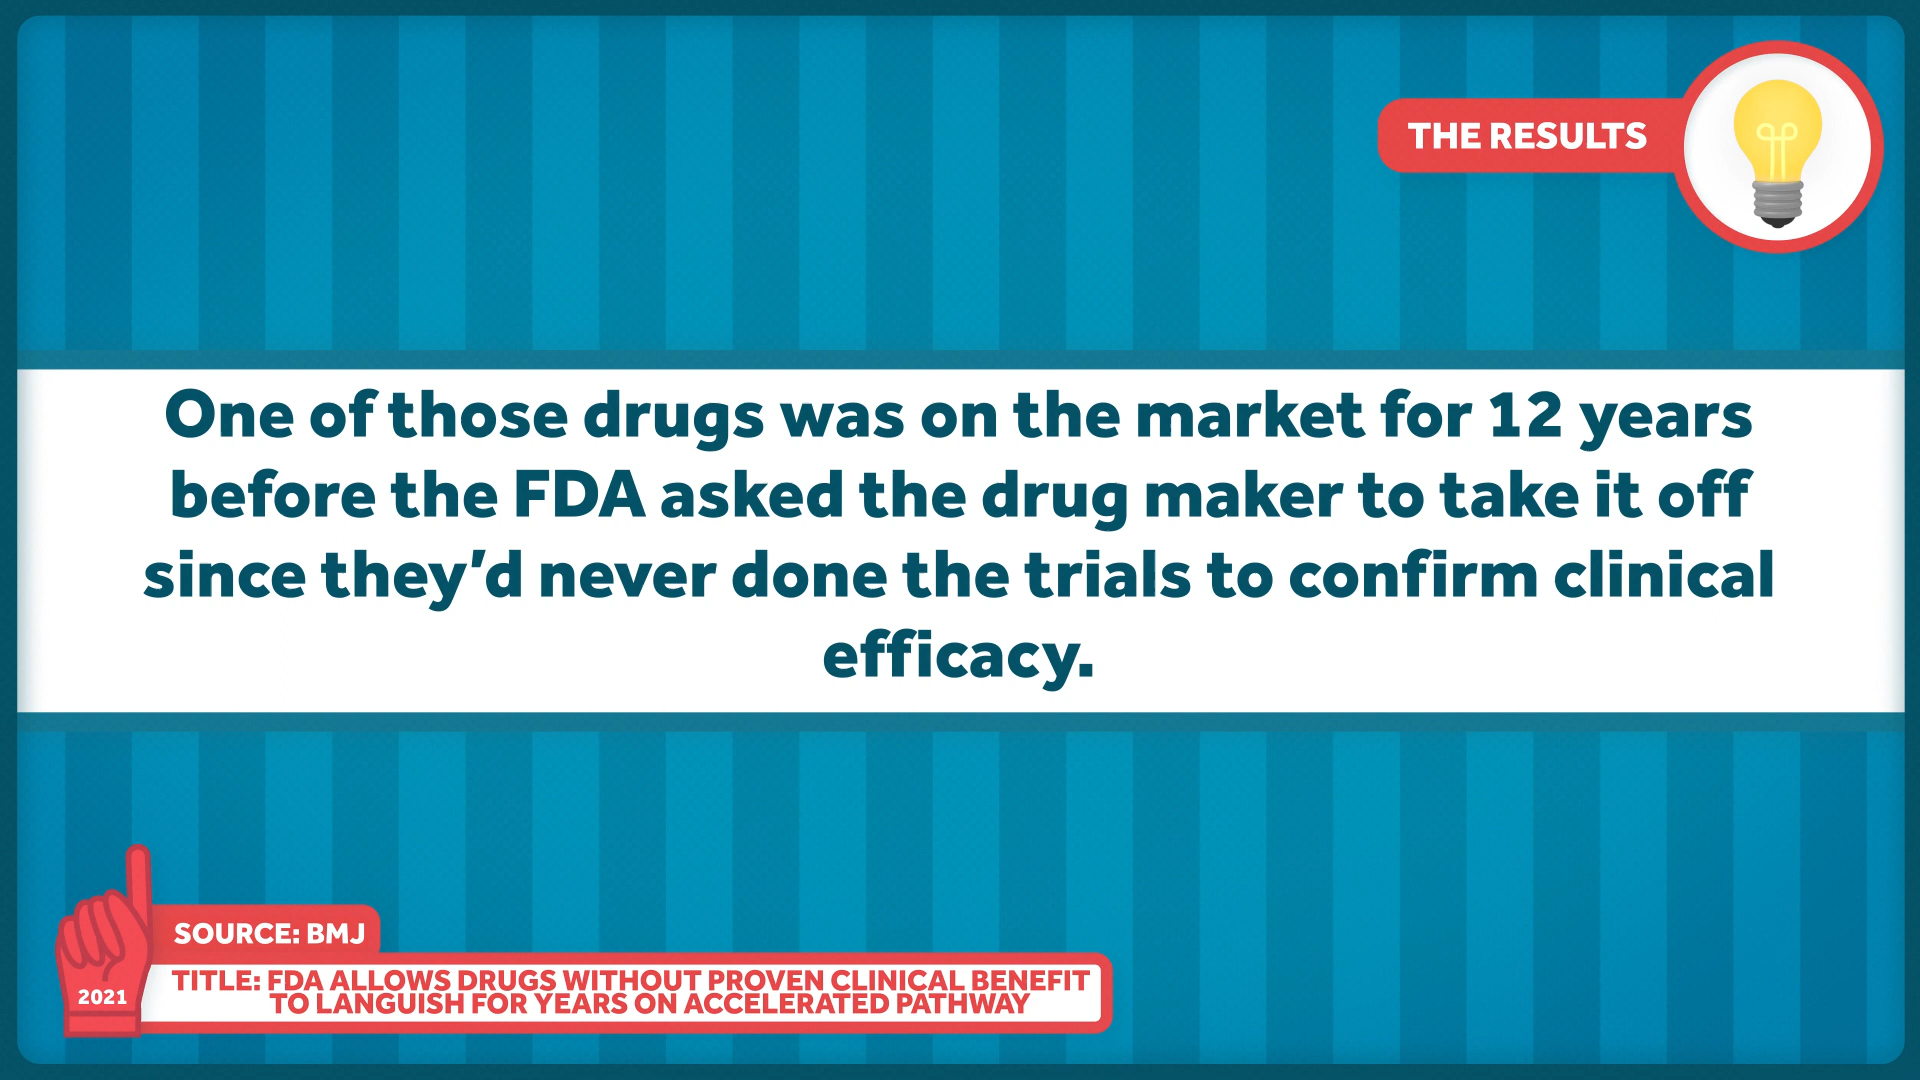 THE RESULTS
One of those drugs was on the market for 12 years
before the FDA asked the drug maker to take it off
since they’d never done the trials to confirm clinical
efficacy.
SOURCE: BMJ
2021
TITLE: FDA ALLOWS DRUGS WITHOUT PROVEN CLINICAL BENEFIT
TO LANGUISH FOR YEARS ON ACCELERATED PATHWAY